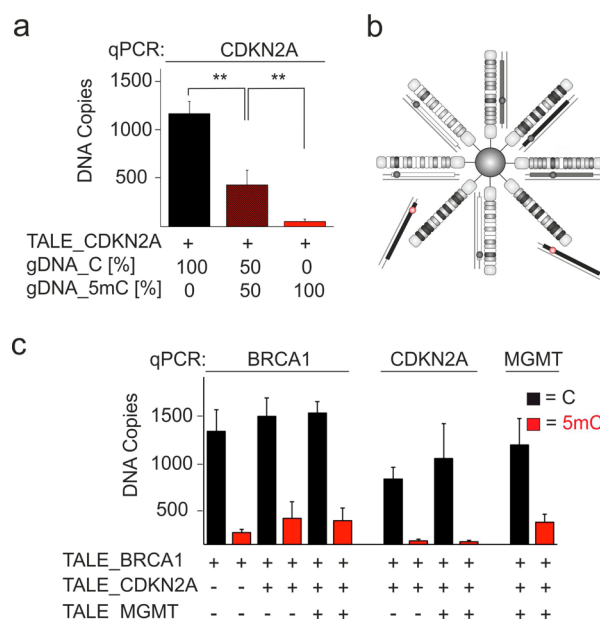 a
qPCR: CDKN2A
1500
1000
500
DNA Copies
** **
TALE_CDKN2A + + +
gDNA_C [%] 100 50 0
gDNA_5mC [%] 0 50 100
b
c
qPCR: BRCA1 CDKN2A MGMT
= C
= 5mC
1500
1000
500
DNA Copies
TALE_BRCA1 + + + + + + + + + + + +
TALE_CDKN2A - - + + + + + + + + + +
TALE_MGMT - - - - + + - - + + + +